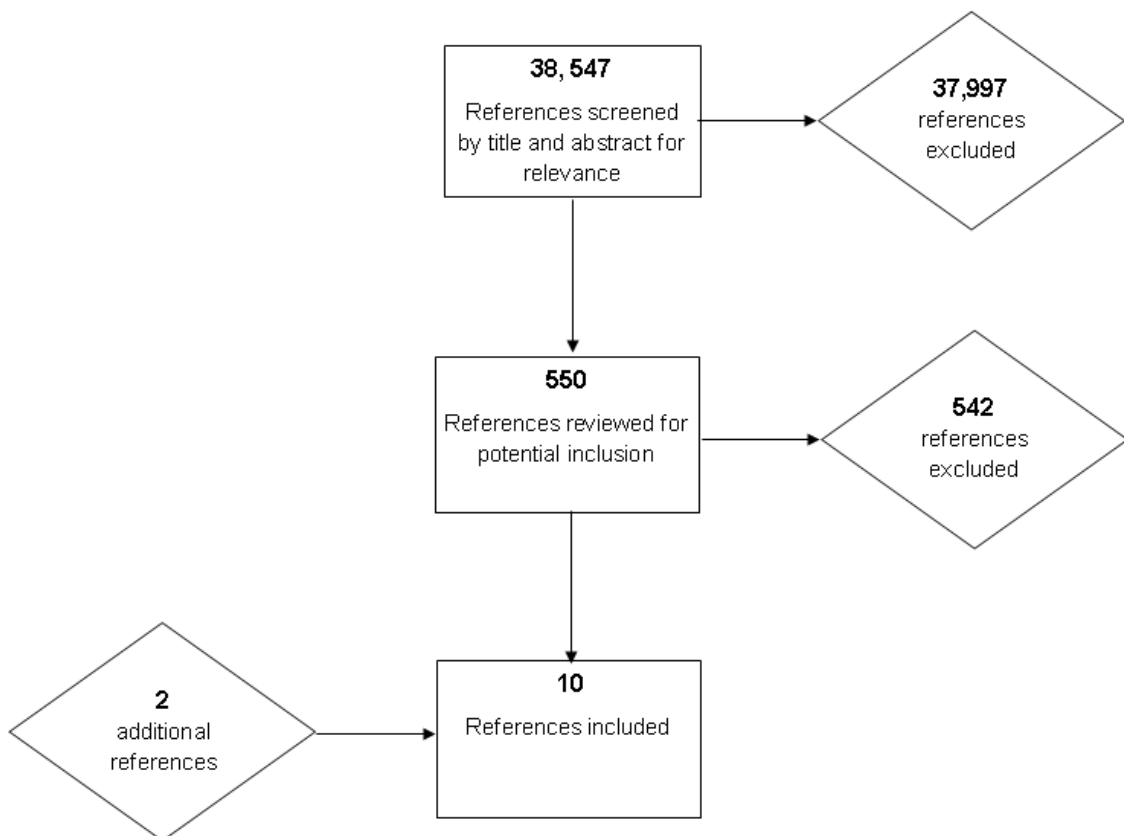 38, 547
References screened
by title and abstract for
relevance
37,997
references
excluded
550
References reviewed for
potential inclusion
542
references
excluded
2
additional
references
10
References included